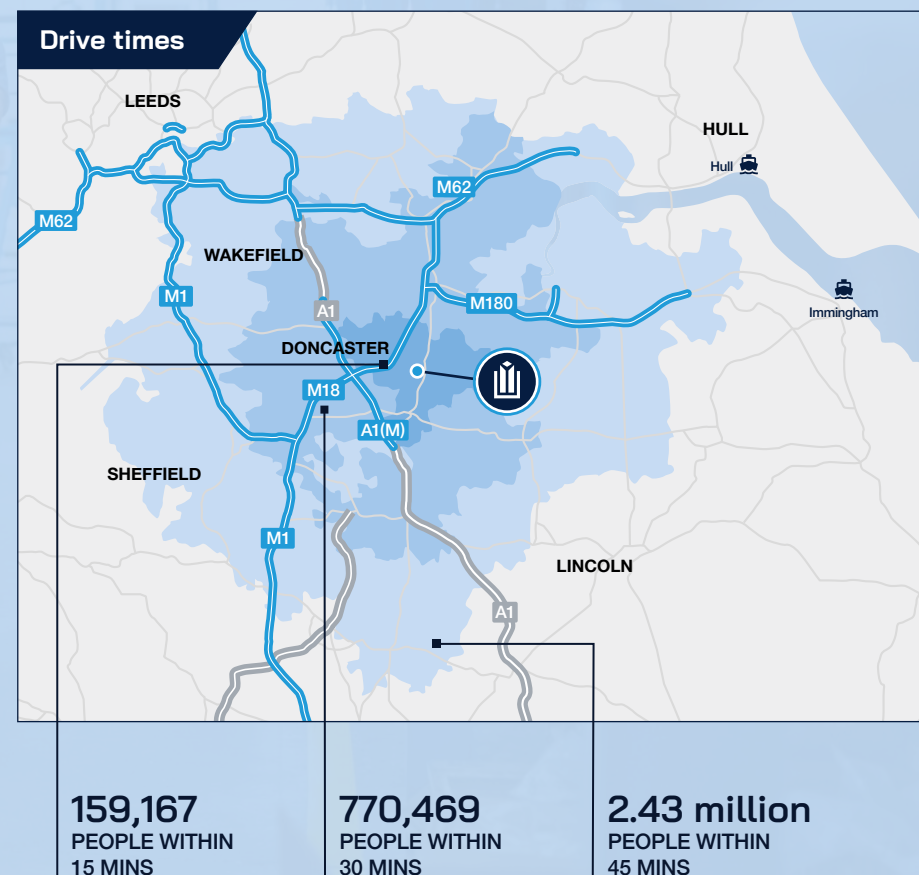 Drive times
LEEDS
HULL
Hull
M62
M62
WAKEFIELD
M1
A1
M180
Immingham
DONCASTER
M18
A1(M)
SHEFFIELD
M1
LINCOLN
A1
159,167
PEOPLE WITHIN
15 MINS
770,469
PEOPLE WITHIN
30 MINS
2.43 million
PEOPLE WITHIN
45 MINS